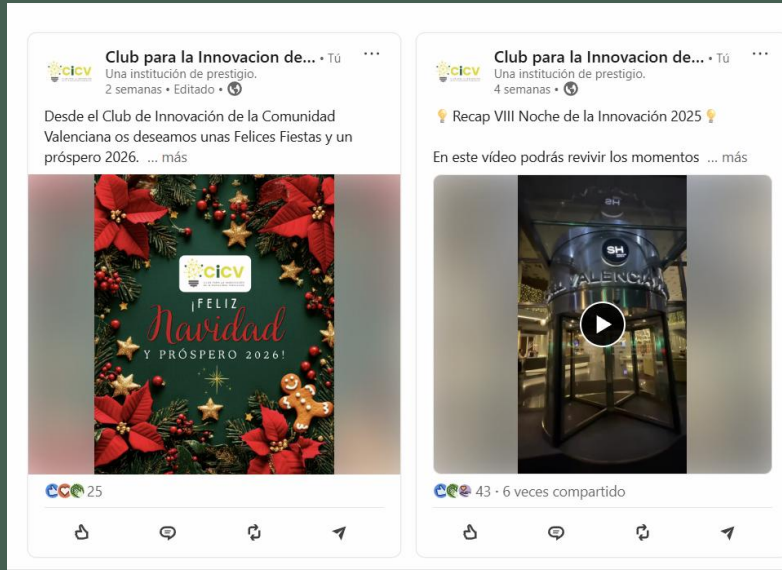 Club para la Innovacion de... • Tú
Una institución de prestigio.
2 semanas • Editado •
Desde el Club de Innovación de la Comunidad
Valenciana os deseamos unas Felices Fiestas y un
próspero 2026. ... más
cicv
cicv
¡FELIZ
Navidad
Y PRÓSPERO 2026!
25
Club para la Innovacion de... • Tú
Una institución de prestigio.
4 semanas •
cicv
💡 Recap VIII Noche de la Innovación 2025 💡
En este vídeo podrás revivir los momentos ... más
SH
SH
VALENCIA
43 · 6 veces compartido